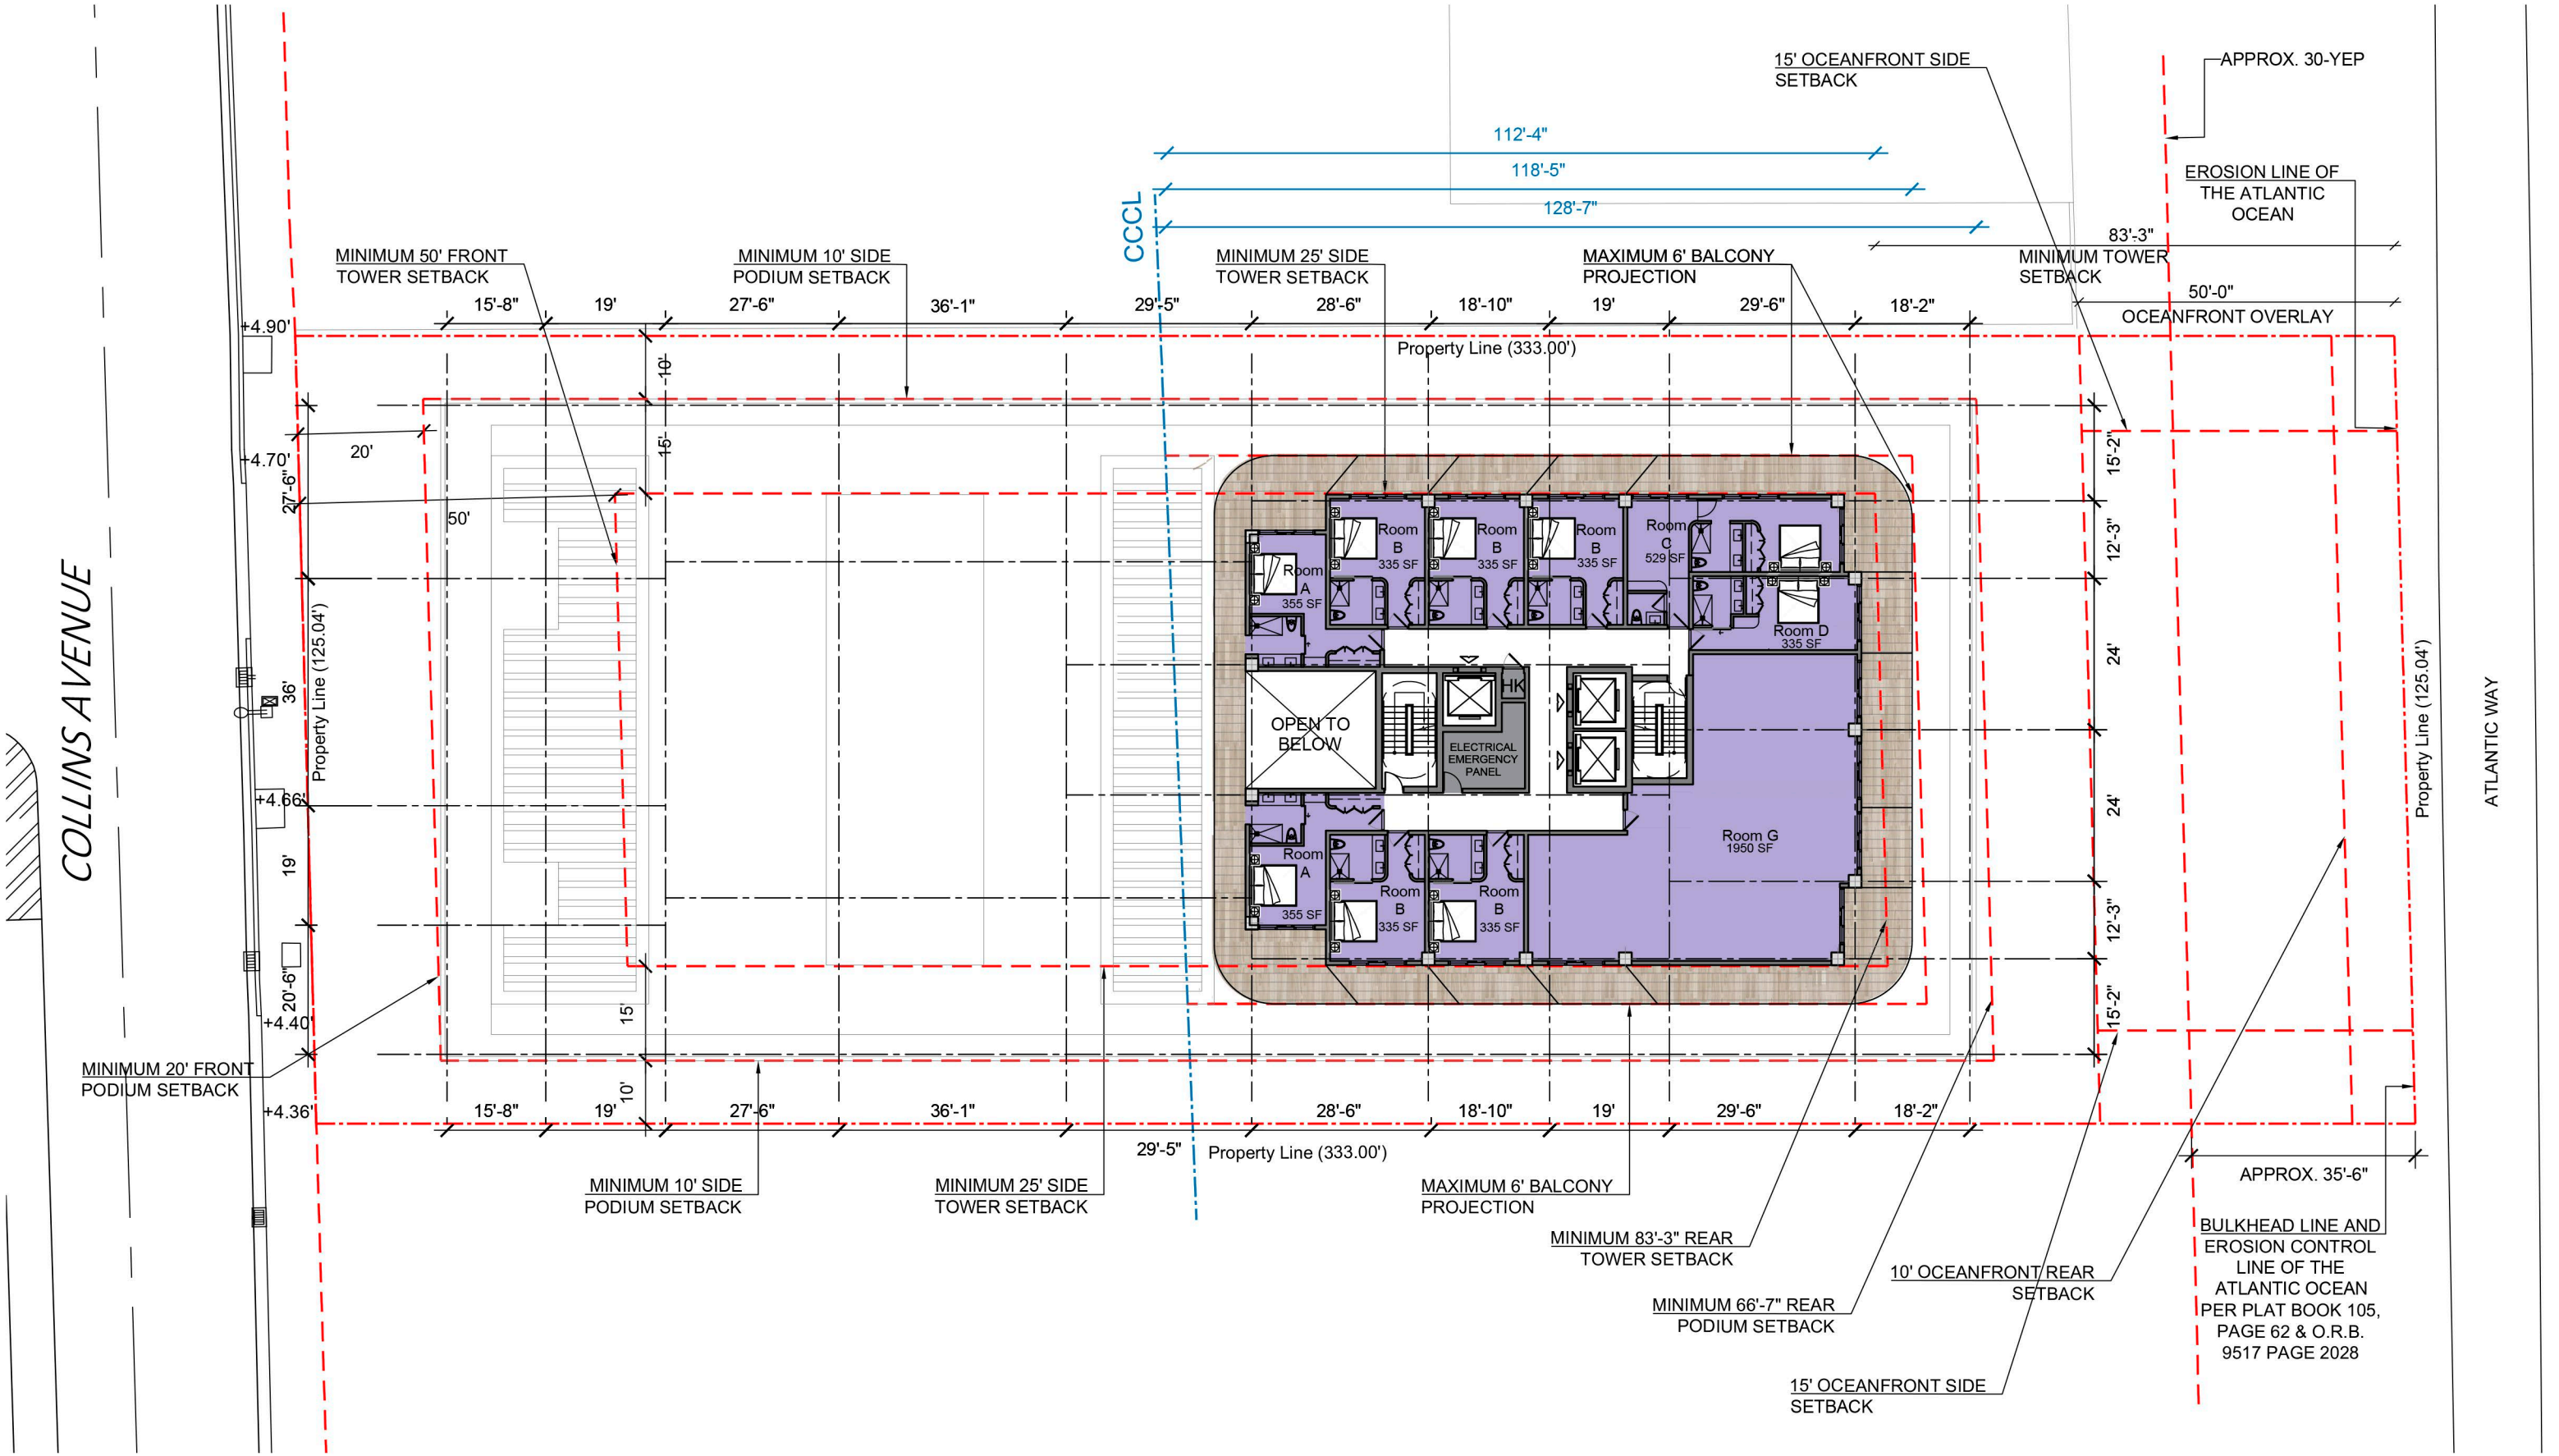 15' OCEANFRONT SIDE
SETBACK
APPROX. 30-YEP
112'-4"
118'-5"
128'-7"
CCCL
EROSION LINE OF
THE ATLANTIC
OCEAN
83'-3"
MINIMUM TOWER
SETBACK
50'-0"
OCEANFRONT OVERLAY
MINIMUM 50' FRONT
TOWER SETBACK
MINIMUM 10' SIDE
PODIUM SETBACK
MINIMUM 25' SIDE
TOWER SETBACK
MAXIMUM 6' BALCONY
PROJECTION
15'-8"
19'
27'-6"
36'-1"
29'-5"
28'-6"
18'-10"
19'
29'-6"
18'-2"
+4.90'
Property Line (333.00')
10'
15'
20'
+4.70'
27'-6"
50'
15'-2"
12'-3"
24'
24'
12'-3"
15'-2"
COLLINS AVENUE
Property Line (125.04')
36'
19'
20'-6"
+4.66'
+4.40'
+4.36'
Room
A
355 SF
Room
B
335 SF
Room
B
335 SF
Room
B
335 SF
Room
C
529 SF
Room D
335 SF
HK
OPEN TO
BELOW
ELECTRICAL
EMERGENCY
PANEL
Room G
1950 SF
Room
A
355 SF
Room
B
335 SF
Room
B
335 SF
Property Line (125.04')
ATLANTIC WAY
15'
10'
MINIMUM 20' FRONT
PODIUM SETBACK
15'-8"
19'
27'-6"
36'-1"
29'-5"
28'-6"
18'-10"
19'
29'-6"
18'-2"
Property Line (333.00')
MINIMUM 10' SIDE
PODIUM SETBACK
MINIMUM 25' SIDE
TOWER SETBACK
MAXIMUM 6' BALCONY
PROJECTION
MINIMUM 83'-3" REAR
TOWER SETBACK
MINIMUM 66'-7" REAR
PODIUM SETBACK
10' OCEANFRONT REAR
SETBACK
15' OCEANFRONT SIDE
SETBACK
APPROX. 35'-6"
BULKHEAD LINE AND
EROSION CONTROL
LINE OF THE
ATLANTIC OCEAN
PER PLAT BOOK 105,
PAGE 62 & O.R.B.
9517 PAGE 2028